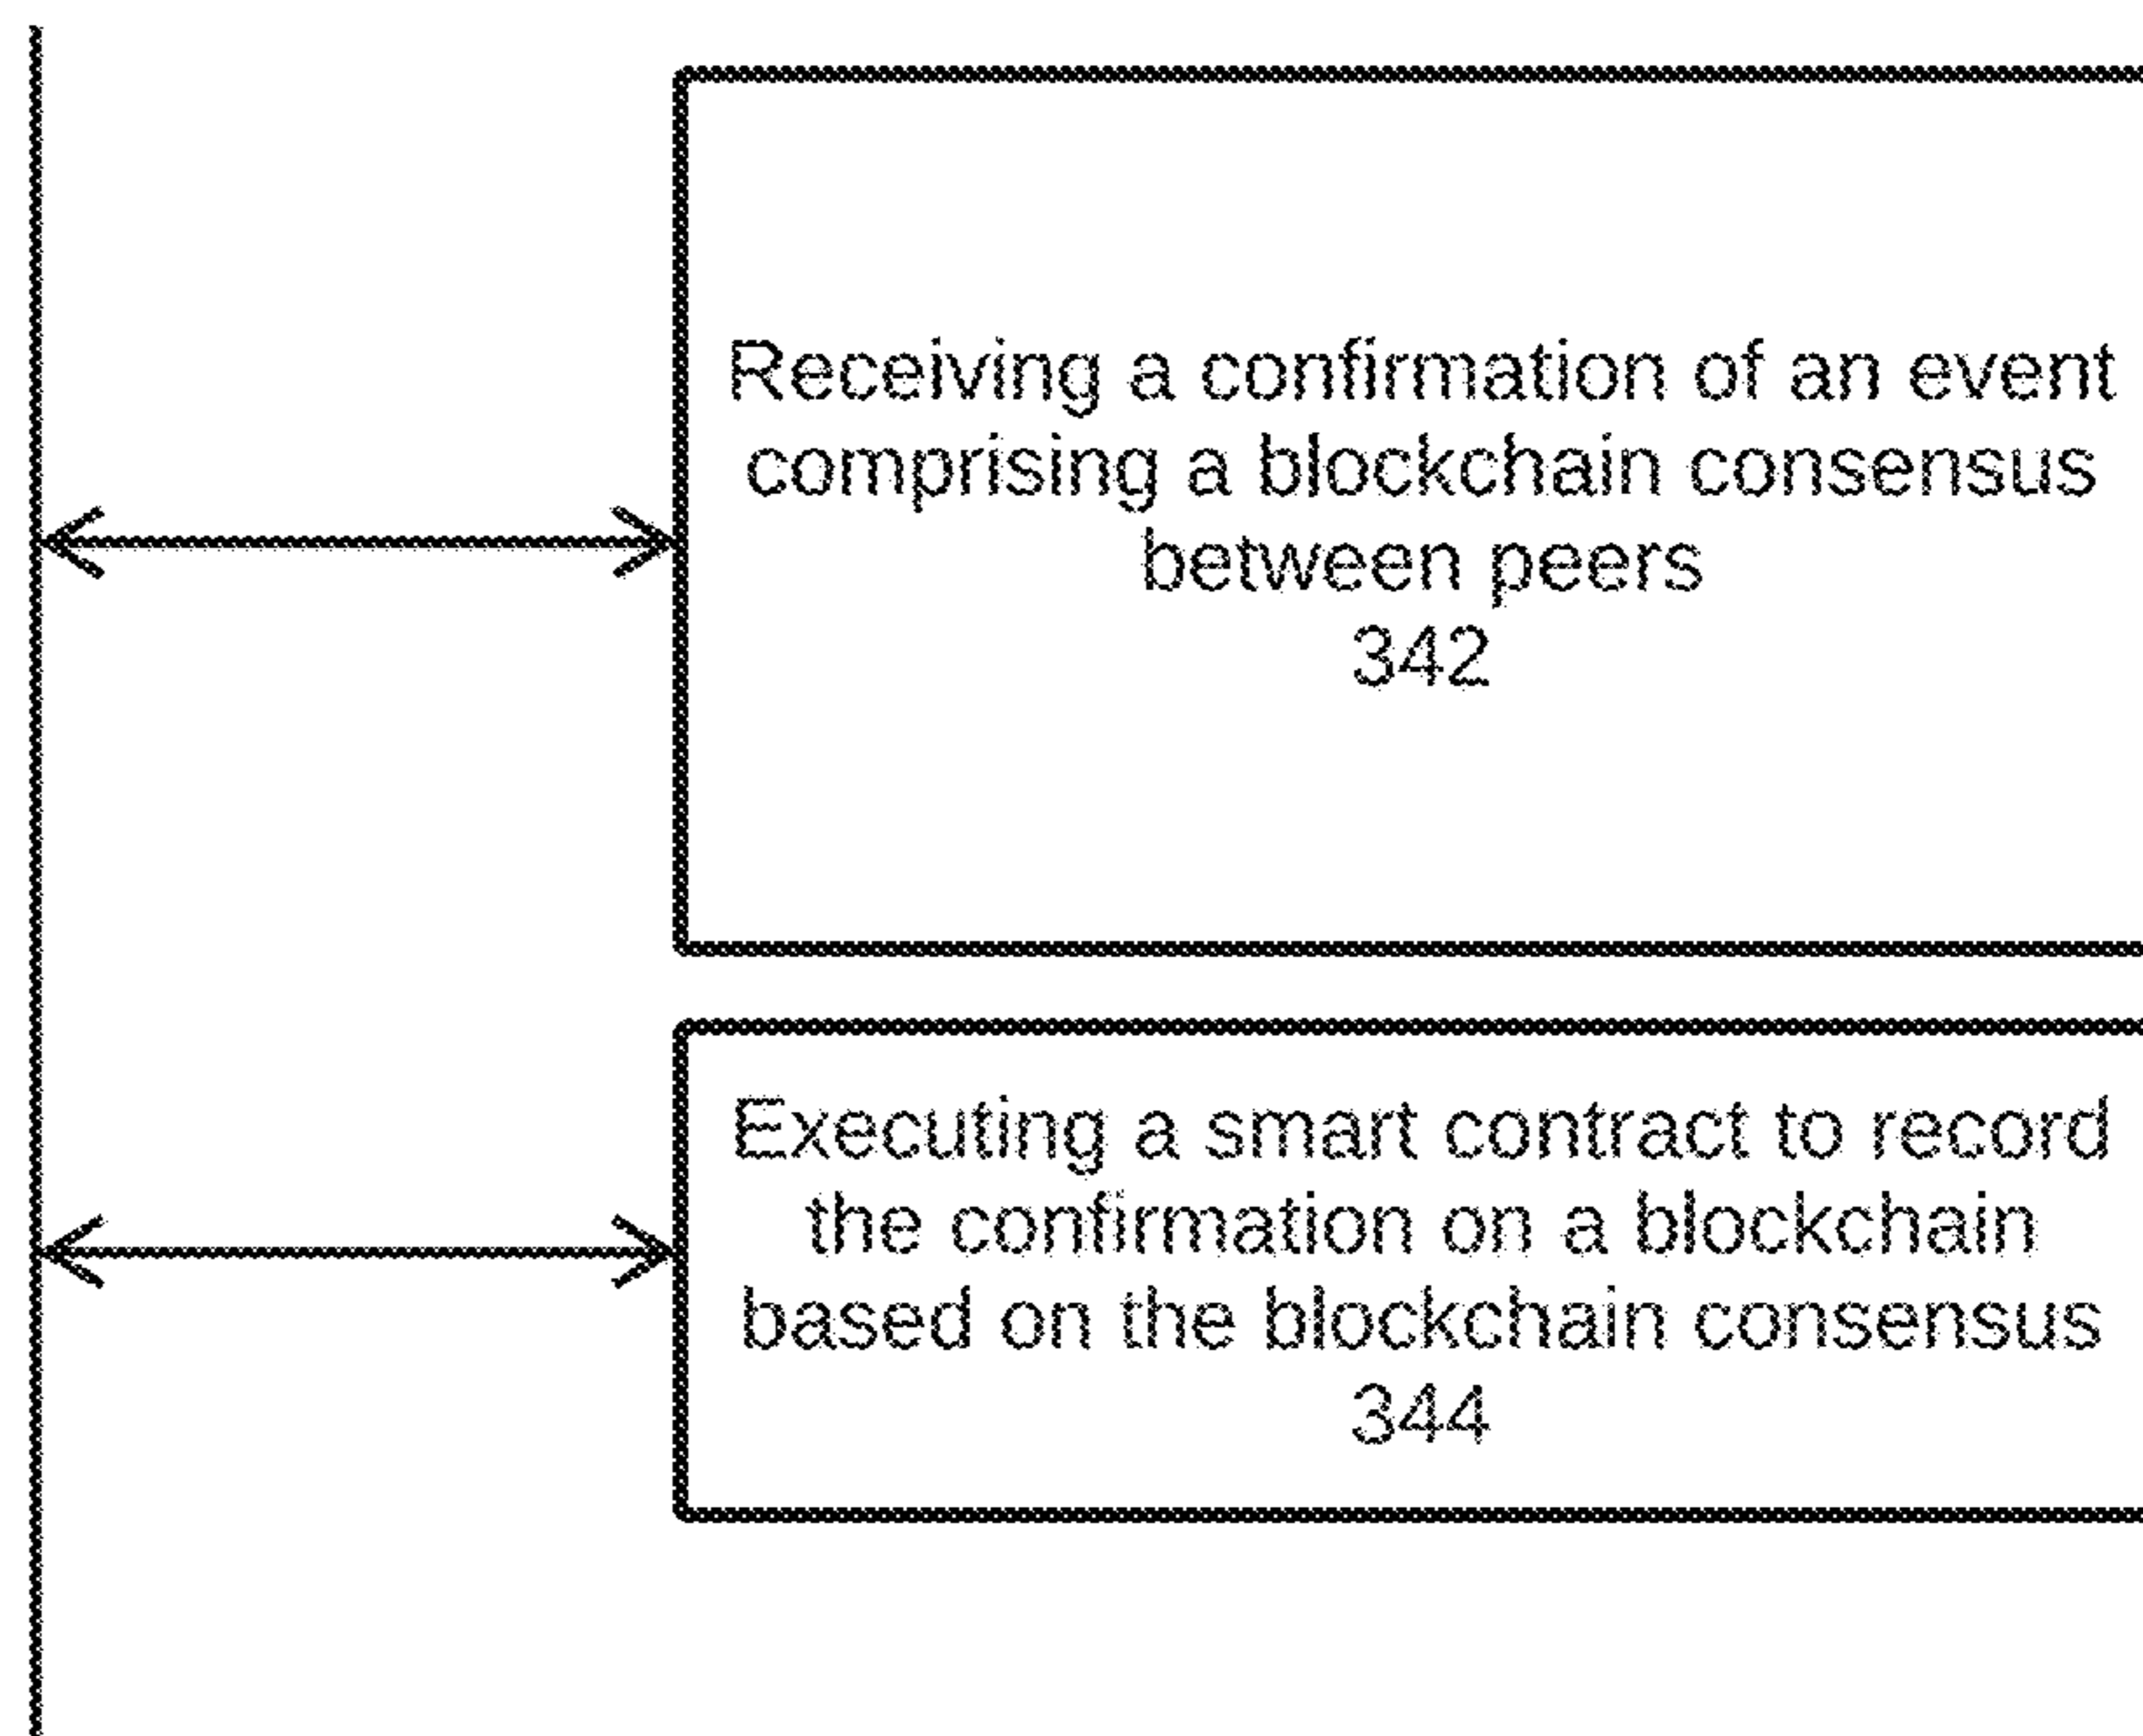 Receiving a confirmation of an event
comprising a blockchain consensus
between peers
342
Executing a smart contract to record
the confirmation on a blockchain
based on the blockchain consensus
344